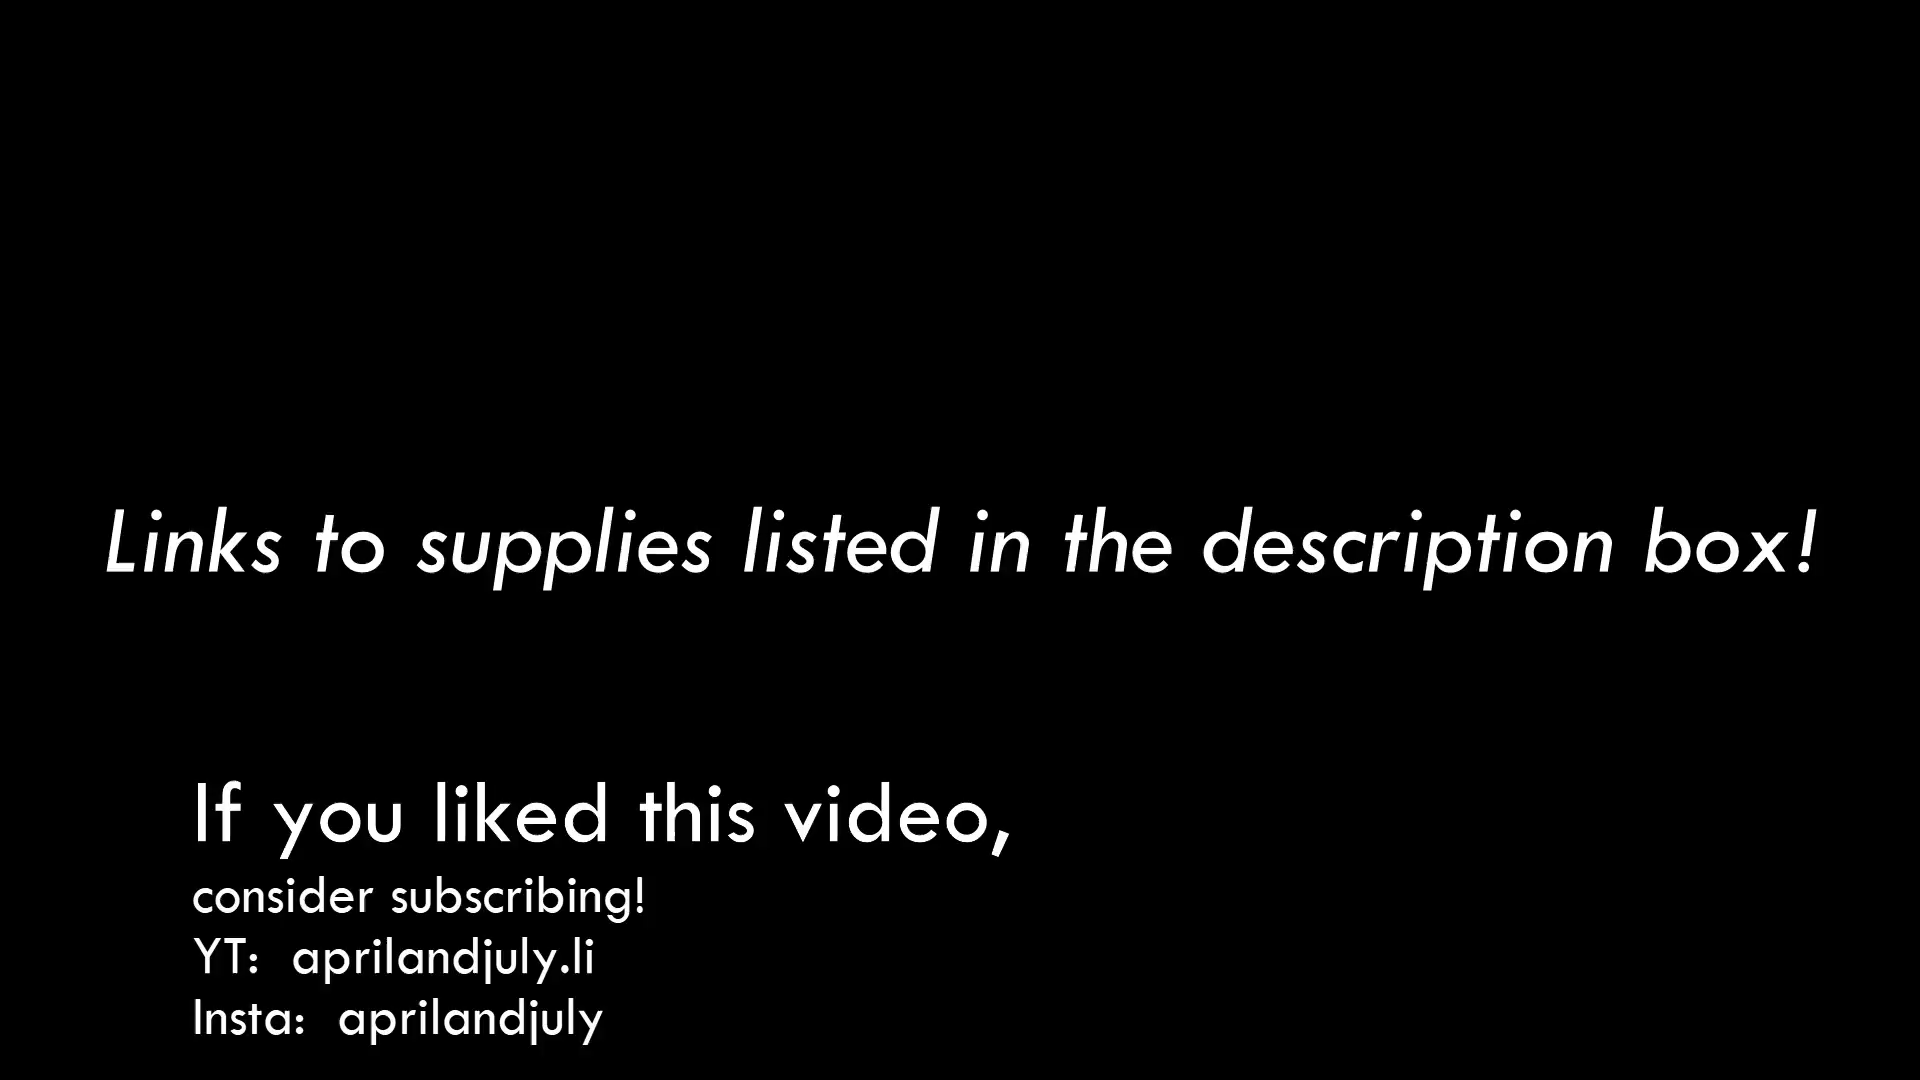 Links to supplies listed in the description box!
If you liked this video,
consider subscribing!
YT: aprilandjuly.li
Insta: aprilandjuly